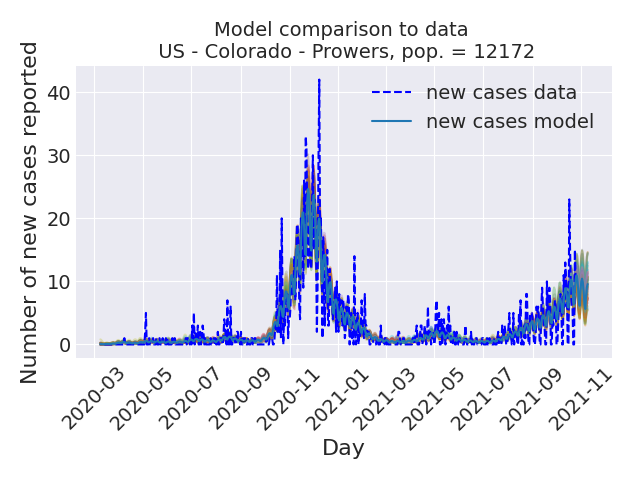 Model comparison to data
US - Colorado - Prowers, pop. = 12172
Number of new cases reported
40
30
20
10
0
new cases data
new cases model
2020-03
2020-05
2020-07
2020-09
2020-11
2021-01
2021-03
2021-05
2021-07
2021-09
2021-11
Day